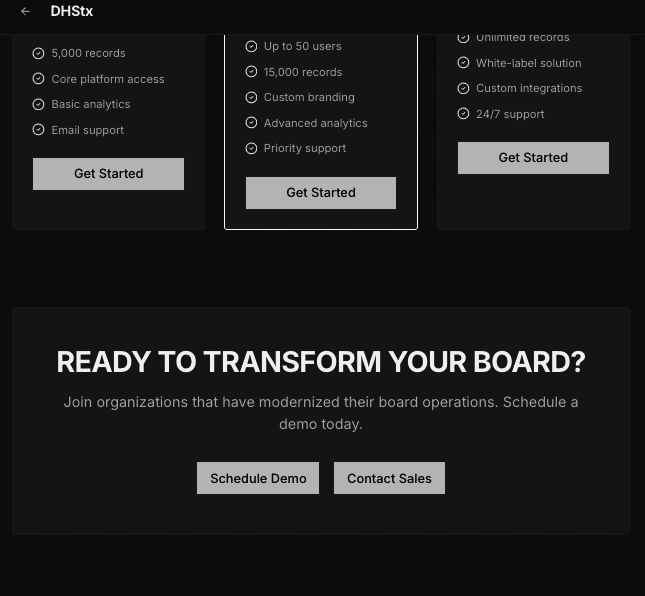 DHStx
5,000 records
Core platform access
Basic analytics
Email support
Get Started
Up to 50 users
15,000 records
Custom branding
Advanced analytics
Priority support
Get Started
Unlimited records
White-label solution
Custom integrations
24/7 support
Get Started
READY TO TRANSFORM YOUR BOARD?
Join organizations that have modernized their board operations. Schedule a
demo today.
Schedule Demo
Contact Sales